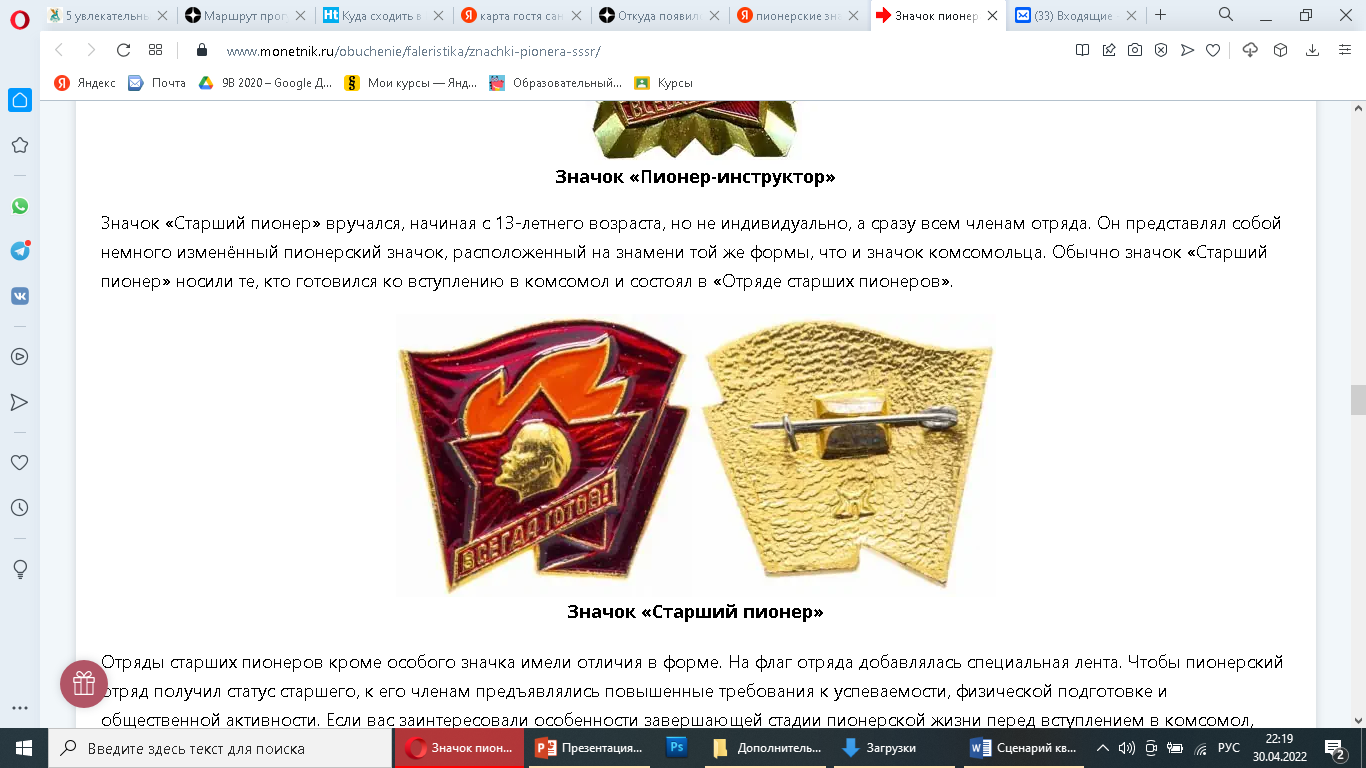 5 увлекательны
Маршрут прог
Куда сходить в
карта гостя сан
Откуда появил
пионерские зна
Значок пионер
(33) Входящие
www.monetnik.ru/obuchenie/faleristika/znachki-pionera-sssr/
Яндекс
Почта
9В 2020 – Google Д...
Мои курсы — Янд...
Образовательный...
Курсы
Значок «Пионер-инструктор»
Значок «Старший пионер» вручался, начиная с 13-летнего возраста, но не индивидуально, а сразу всем членам отряда. Он представлял собой
немного изменённый пионерский значок, расположенный на знамени той же формы, что и значок комсомольца. Обычно значок «Старший
пионер» носили те, кто готовился ко вступлению в комсомол и состоял в «Отряде старших пионеров».
ВСЕГДА ГОТОВ!
Значок «Старший пионер»
Отряды старших пионеров кроме особого значка имели отличия в форме. На флаг отряда добавлялась специальная лента. Чтобы пионерский
отряд получил статус старшего, к его членам предъявлялись повышенные требования к успеваемости, физической подготовке и
общественной активности. Если вас заинтересовали особенности завершающей стадии пионерской жизни перед вступлением в комсомол,
Введите здесь текст для поиска
Значок пион...
Презентация...
Ps
Дополнитель...
Загрузки
Сценарий кв...
РУС
22:19
30.04.2022
2